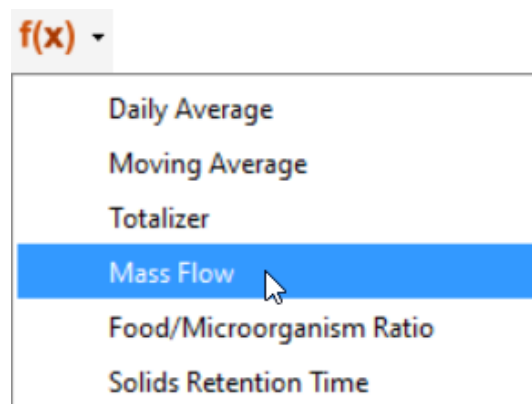 f(x)
Daily Average
Moving Average
Totalizer
Mass Flow
Food/Microorganism Ratio
Solids Retention Time